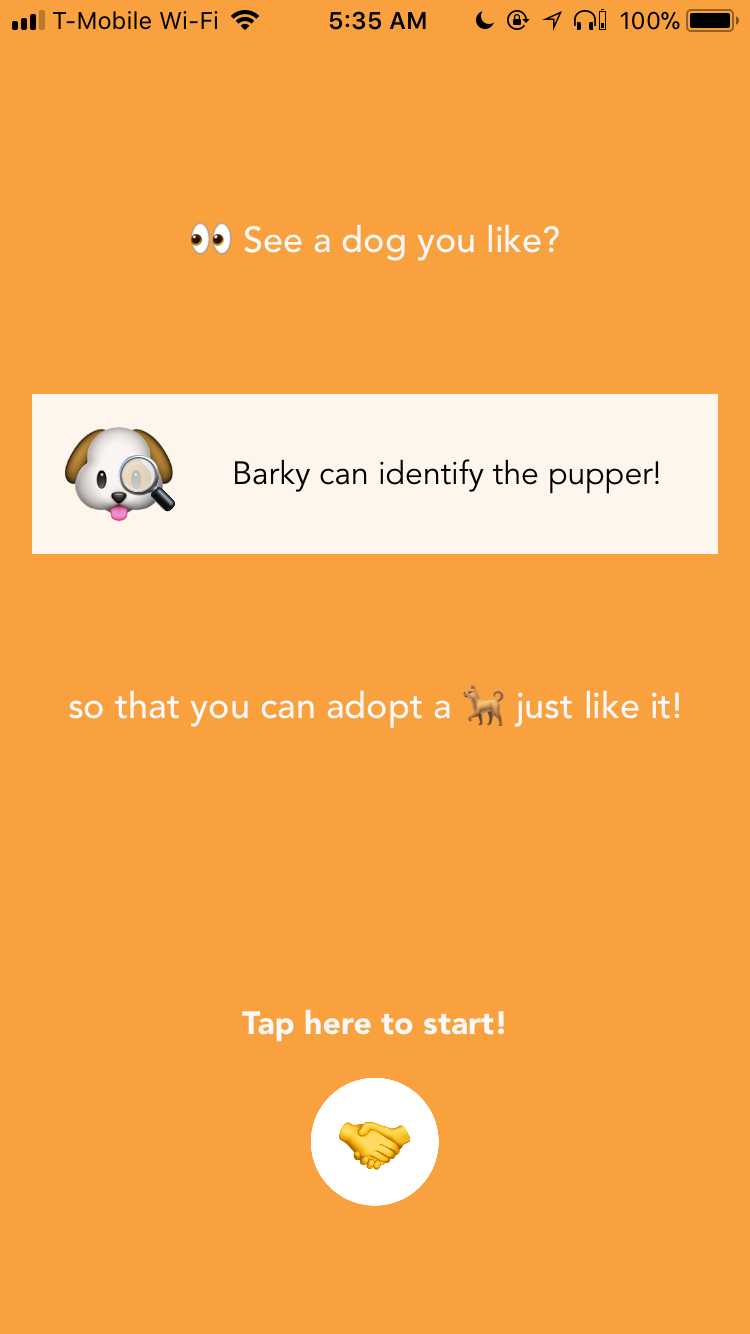 T-Mobile Wi-Fi 5:35 AM 100%
👀 See a dog you like?
Barky can identify the pupper!
so that you can adopt a 🐕 just like it!
Tap here to start!